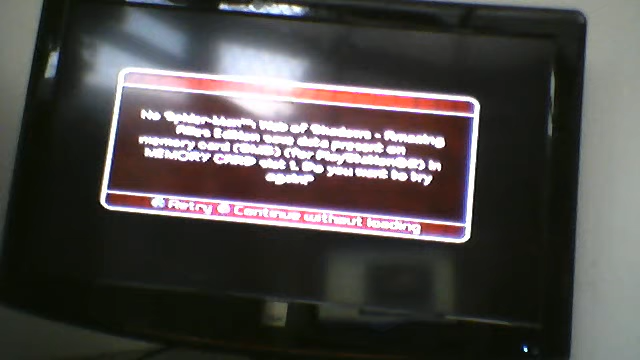 No Spider-Man™: Web of Shadows - Amazing
Allies Edition save data present on
memory card (8MB) (for PlayStation®2) in
MEMORY CARD slot 1. Do you want to try
again?
Retry Continue without loading